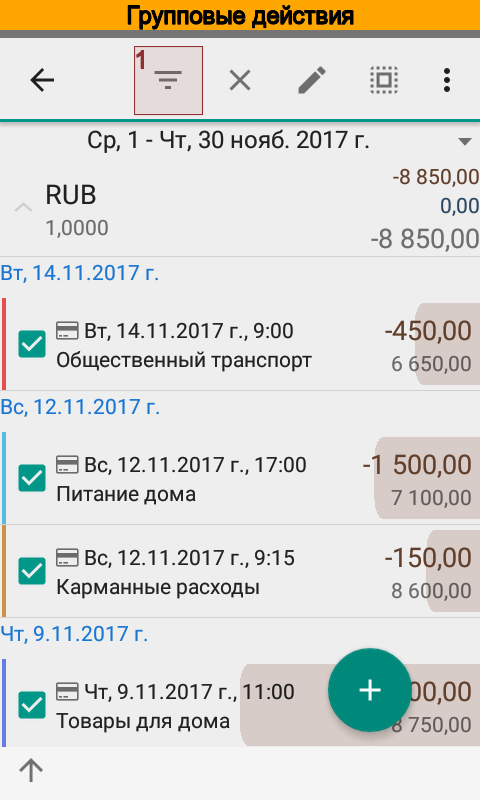 Групповые действия
1
Ср, 1 - Чт, 30 нояб. 2017 г.
RUB
-8 850,00
0,00
1,0000
-8 850,00
Вт, 14.11.2017 г.
Вт, 14.11.2017 г., 9:00
-450,00
Общественный транспорт
6 650,00
Вс, 12.11.2017 г.
Вс, 12.11.2017 г., 17:00
-1 500,00
Питание дома
7 100,00
Вс, 12.11.2017 г., 9:15
-150,00
Карманные расходы
8 600,00
Чт, 9.11.2017 г.
Чт, 9.11.2017 г., 11:00
00,00
Товары для дома
8 750,00